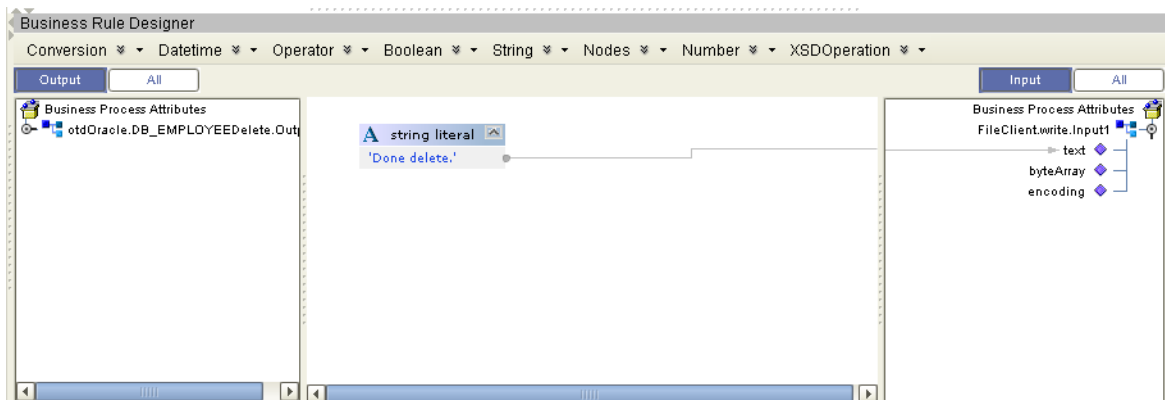 Business Rule Designer
Conversion Datetime Operator Boolean String Nodes Number XSDOperation
Output All Input All
Business Process Attributes
otdOracle.DB_EMPLOYEEDelete.Out
A string literal
'Done delete.'
Business Process Attributes
FileClient.write.Input1
text
byteArray
encoding